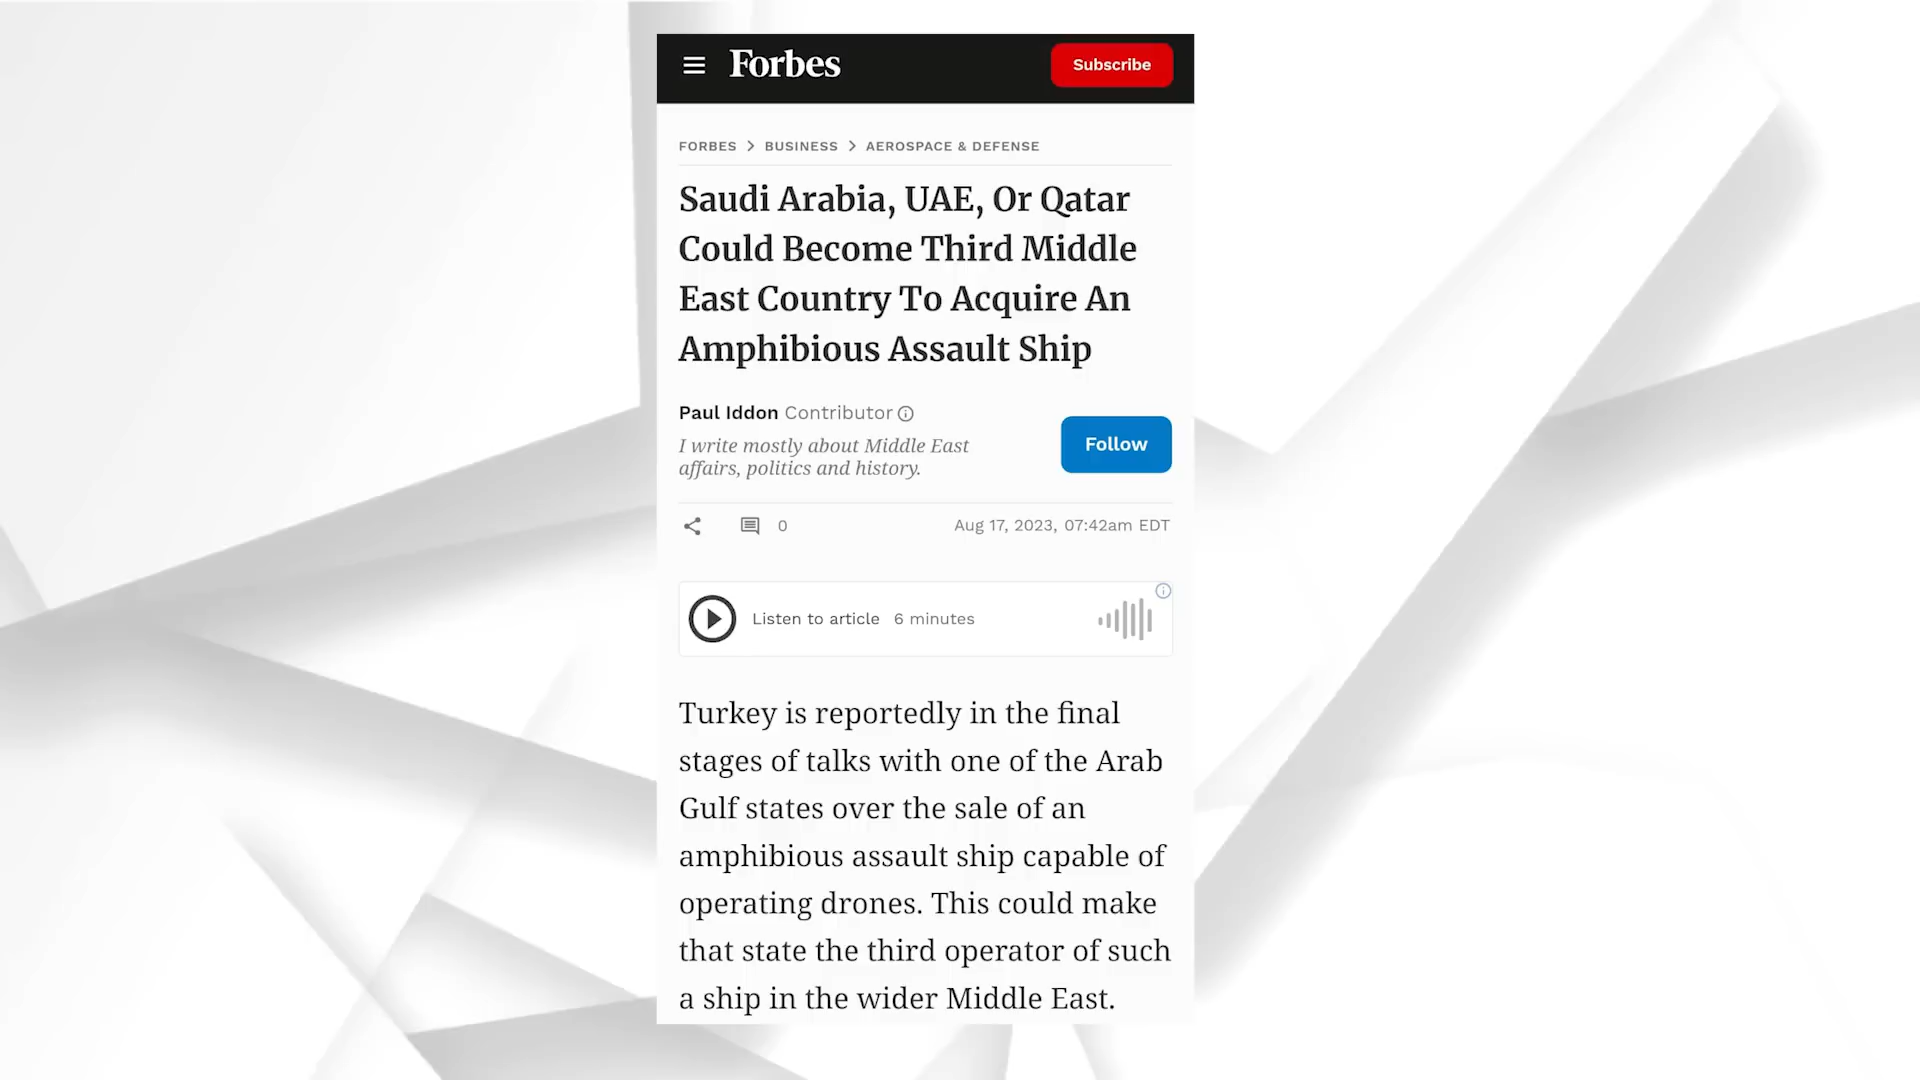 Forbes
Subscribe
FORBES > BUSINESS > AEROSPACE & DEFENSE
Saudi Arabia, UAE, Or Qatar
Could Become Third Middle
East Country To Acquire An
Amphibious Assault Ship
Paul Iddon Contributor
I write mostly about Middle East
affairs, politics and history.
Follow
0
Aug 17, 2023, 07:42am EDT
Listen to article 6 minutes
Turkey is reportedly in the final
stages of talks with one of the Arab
Gulf states over the sale of an
amphibious assault ship capable of
operating drones. This could make
that state the third operator of such
a ship in the wider Middle East.